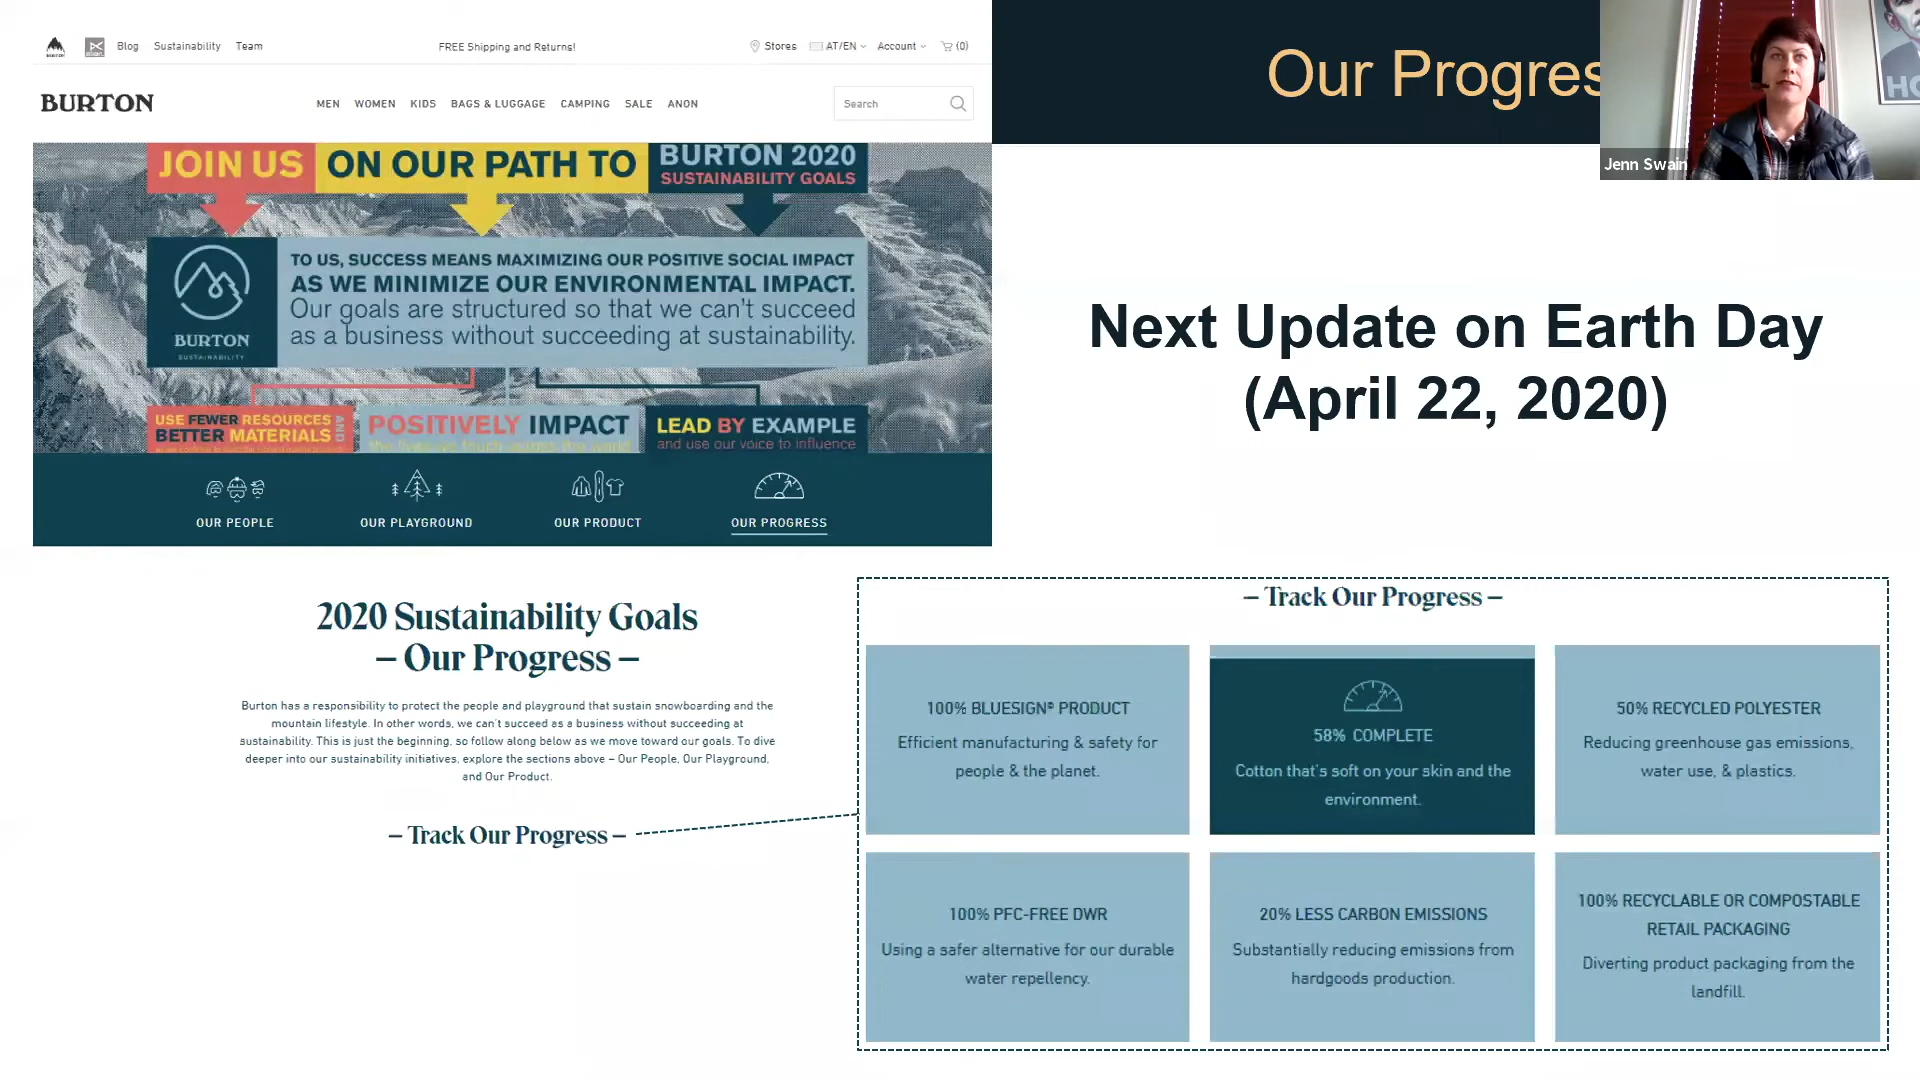 Blog Sustainability Team
FREE Shipping and Returns!
Stores AT/EN Account (0)
BURTON
MEN WOMEN KIDS BAGS & LUGGAGE CAMPING SALE ANON
Search
JOIN US ON OUR PATH TO BURTON 2020
SUSTAINABILITY GOALS
TO US, SUCCESS MEANS MAXIMIZING OUR POSITIVE SOCIAL IMPACT
AS WE MINIMIZE OUR ENVIRONMENTAL IMPACT.
Our goals are structured so that we can't succeed
as a business without succeeding at sustainability.
BURTON
SUSTAINABILITY
USE FEWER RESOURCES
AND
BETTER MATERIALS
POSITIVELY IMPACT
the lives we touch across the world
LEAD BY EXAMPLE
and use our voice to influence
OUR PEOPLE
OUR PLAYGROUND
OUR PRODUCT
OUR PROGRESS
Our Progres
HO
Jenn Swain
Next Update on Earth Day
(April 22, 2020)
2020 Sustainability Goals
– Our Progress –
Burton has a responsibility to protect the people and playground that sustain snowboarding and the
mountain lifestyle. In other words, we can't succeed as a business without succeeding at
sustainability. This is just the beginning, so follow along below as we move toward our goals. To dive
deeper into our sustainability initiatives, explore the sections above – Our People, Our Playground,
and Our Product.
– Track Our Progress –
– Track Our Progress –
100% BLUESIGN® PRODUCT
Efficient manufacturing & safety for
people & the planet.
58% COMPLETE
Cotton that's soft on your skin and the
environment.
50% RECYCLED POLYESTER
Reducing greenhouse gas emissions,
water use, & plastics.
100% PFC-FREE DWR
Using a safer alternative for our durable
water repellency.
20% LESS CARBON EMISSIONS
Substantially reducing emissions from
hardgoods production.
100% RECYCLABLE OR COMPOSTABLE
RETAIL PACKAGING
Diverting product packaging from the
landfill.